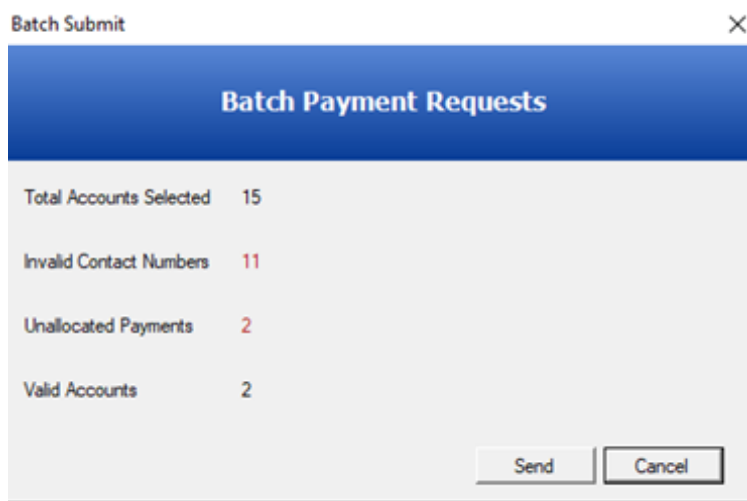 Batch Submit
Batch Payment Requests
Total Accounts Selected 15
Invalid Contact Numbers 11
Unallocated Payments 2
Valid Accounts 2
Send Cancel